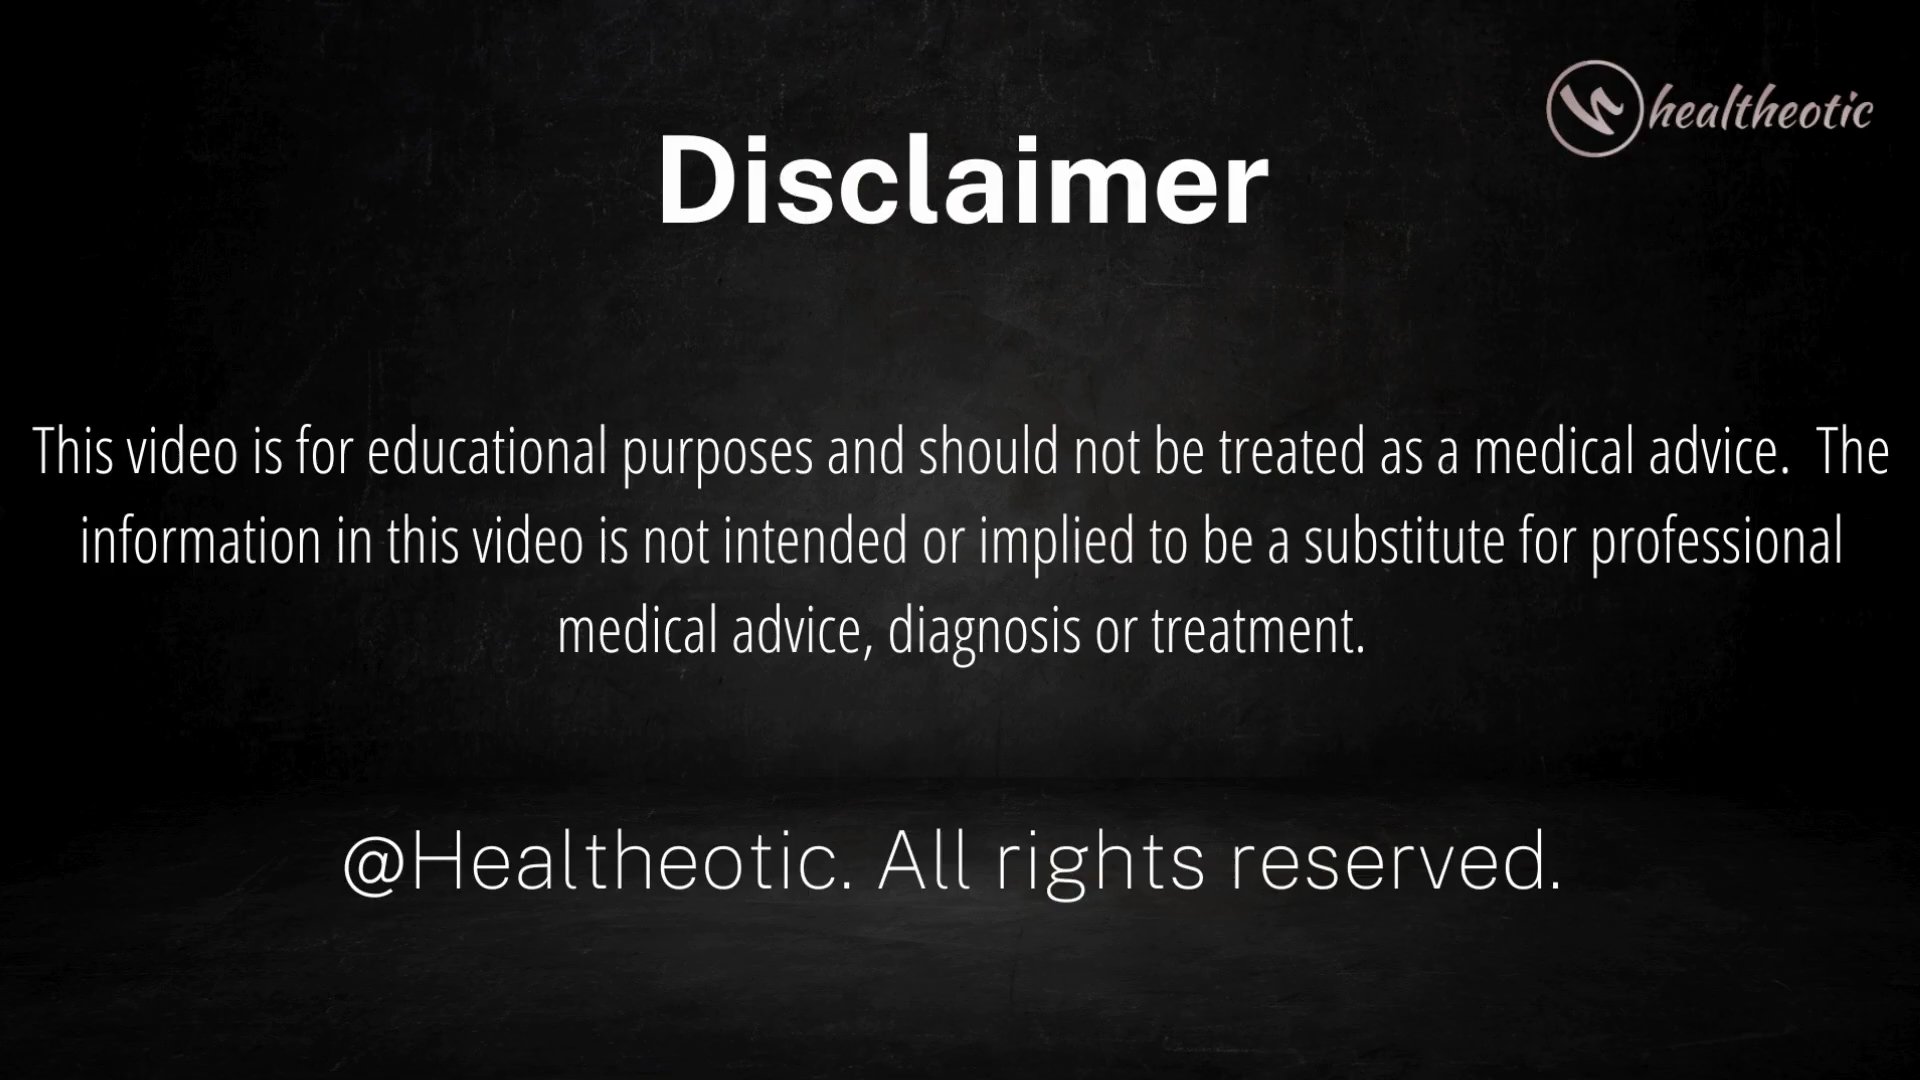 healtheotic
Disclaimer
This video is for educational purposes and should not be treated as a medical advice.  The
information in this video is not intended or implied to be a substitute for professional
medical advice, diagnosis or treatment.
@Healtheotic. All rights reserved.